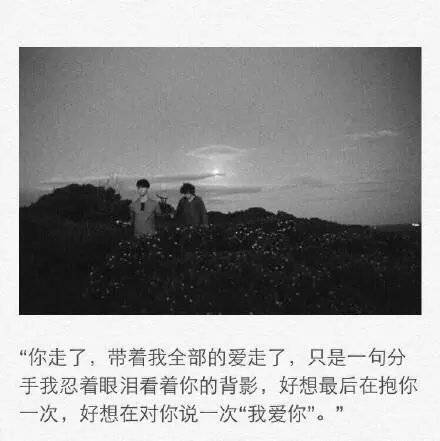 “你走了，带着我全部的爱走了，只是一句分
手我忍着眼泪看着你的背影，好想最后在抱你
一次，好想在对你说一次“我爱你”。”